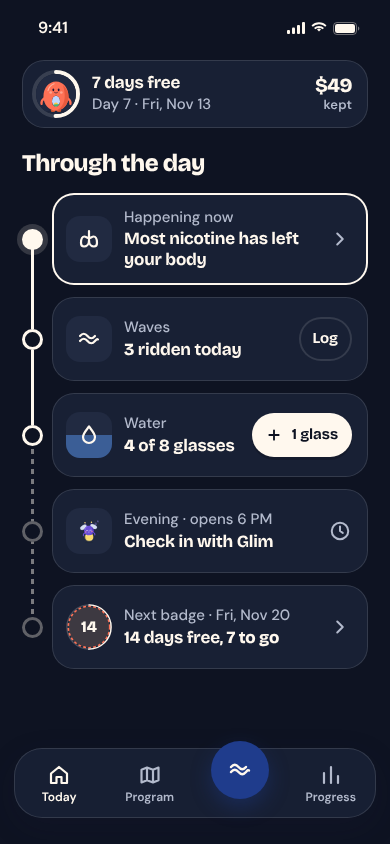 9:41
7 days free
Day 7 · Fri, Nov 13
$49
kept
Through the day
Happening now
Most nicotine has left
your body
Waves
3 ridden today
Log
Water
4 of 8 glasses
+ 1 glass
Evening · opens 6 PM
Check in with Glim
14
Next badge · Fri, Nov 20
14 days free, 7 to go
Today
Program
Progress